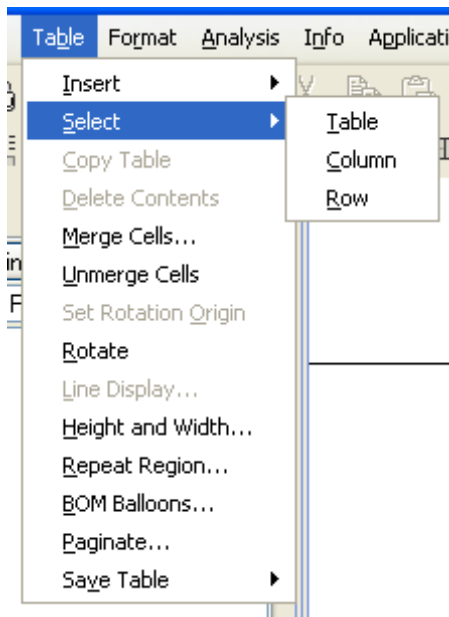 Table Format Analysis Info Applicati
Insert
Select
Table
Copy Table
Column
Delete Contents
Row
Merge Cells...
Unmerge Cells
Set Rotation Origin
Rotate
Line Display...
Height and Width...
Repeat Region...
BOM Balloons...
Paginate...
Save Table
in
F